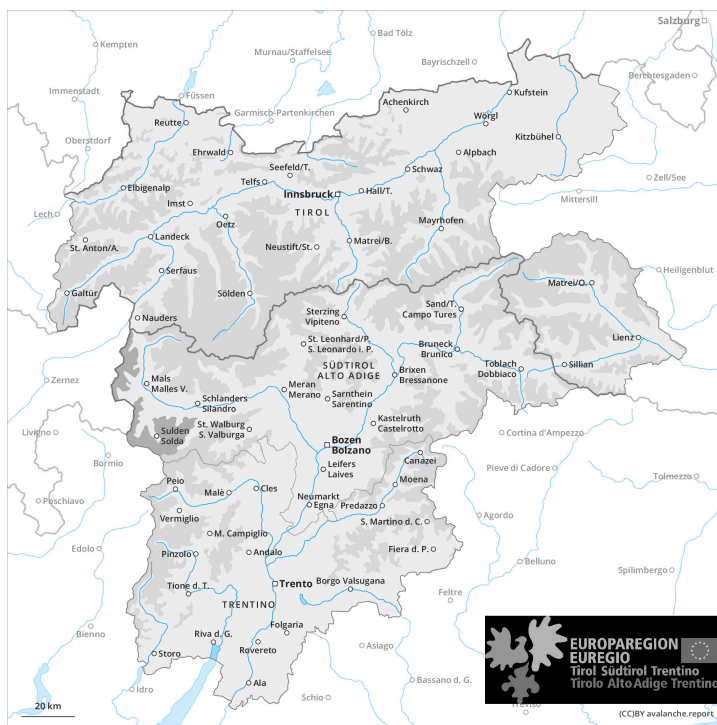 Salzburg
Kempten
Bad Tölz
Murnau/Staffelsee
Bayrischzell
Berchtesgaden
Immenstadt
Füssen
Kufstein
Achenkirch
Garmisch-Partenkirchen
Reutte
Wörgl
Oberstdorf
Kitzbühel
Ehrwald
Alpbach
Seefeld/T.
Schwaz
Zell/See
Telfs
Elbigenalp
Innsbruck
Hall/T.
Mittersill
Imst
TIROL
Lech
Oetz
Mayrhofen
Landeck
Matrei/B.
St. Anton/A.
Neustift/St.
Serfaus
Heiligenblut
Matrei/O.
Galtür
Sölden
Sand/T.
Campo Tures
Nauders
Sterzing
Vipiteno
Lienz
St. Leonhard/P.
S. Leonardo i. P.
Bruneck
Brunico
SÜDTIROL
ALTO ADIGE
Toblach
Dobbiaco
Sillian
Brixen
Bressanone
Zernez
Mals
Malles V.
Meran
Merano
Sarnthein
Sarentino
Schlanders
Silandro
Kastelruth
Castelrotto
St. Walburg
S. Valburga
Livigno
Sulden
Solda
Cortina d'Ampezzo
Bozen
Bolzano
Canazei
Bormio
Pieve di Cadore
Leifers
Laives
Tolmezzo
Peio
Moena
Malè
Cles
Poschiavo
Neumarkt
Egna
Predazzo
Vermiglio
Agordo
S. Martino d. C.
M. Campiglio
Edolo
Pinzolo
Andalo
Fiera d. P.
Belluno
Spilimbergo
Trento
Borgo Valsugana
Tione d. T.
Feltre
TRENTINO
Folgaria
Bienno
Riva d. G.
Rovereto
Asiago
Storo
Bassano d. G.
Ala
Idro
Schio
Treviso
20 km
EUROPAREGION
EUREGIO
Tirol Südtirol Trentino
Tirolo AltoAdige Trentino
(CC)BY avalanche.report